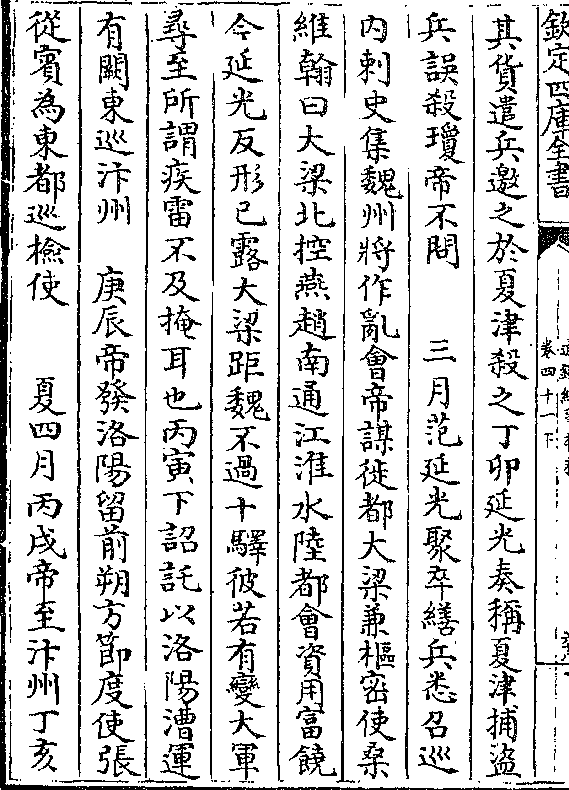 欽定四庫全書
卷四十一下
其貨遣兵邀之於夏津殺之丁卯延光奏稱夏津捕盜
兵誤殺瓊帝不問　三月范延光聚卒繕兵悉召巡
內刺史集魏州將作亂會帝謀徙都大梁兼樞密使桑
維翰曰大梁北控燕趙南通江淮水陸都會資用富饒
今延光反形已露大梁距魏不過十驛彼若有變大軍
尋至所謂疾雷不及掩耳也丙寅下詔託以洛陽漕運
有闕東巡汴州　庚辰帝發洛陽留前朔方節度使張
從賓為東都巡檢使　夏四月丙戌帝至汴州丁亥